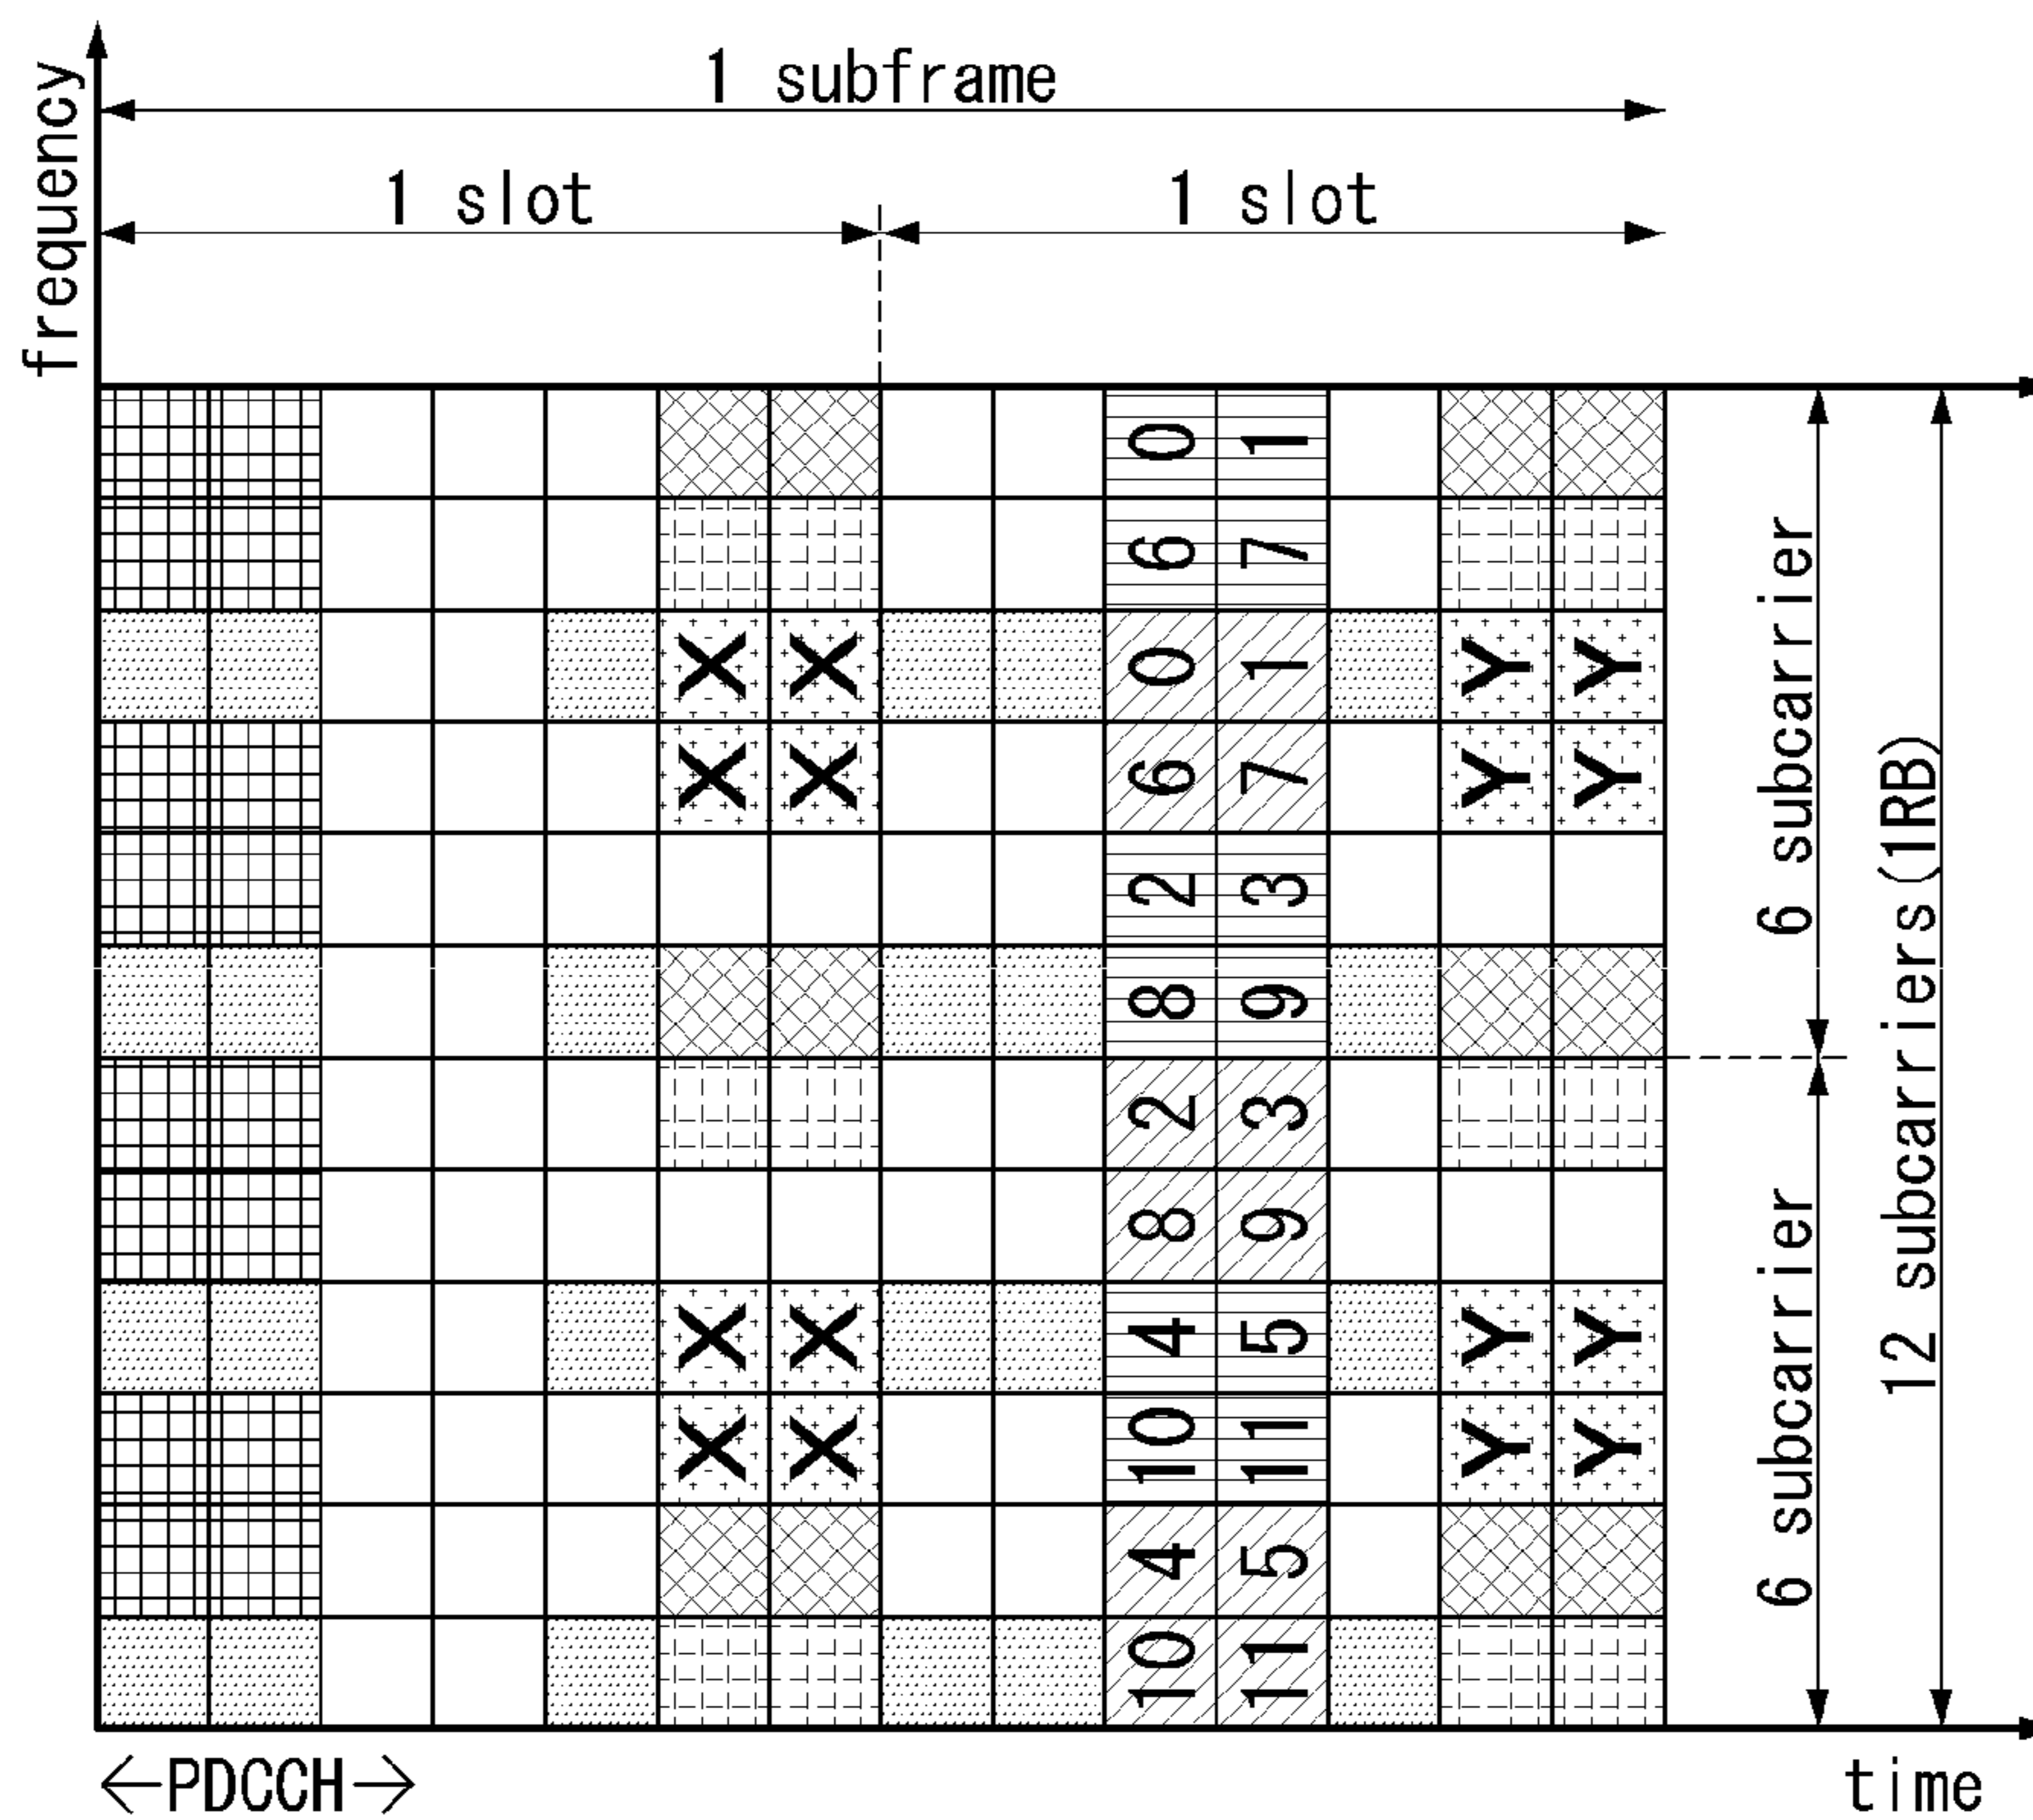 frequency
1 subframe
1 slot 1 slot
0 1
6 7
X X 0 1 Y Y
X X 6 7 Y Y
2 3
8 9
2 3
8 9
X X 4 5 Y Y
X X 10 11 Y Y
4 5
10 11
6 subcarrier
6 subcarrier
12 subcarriers(1RB)
←PDCCH→
time